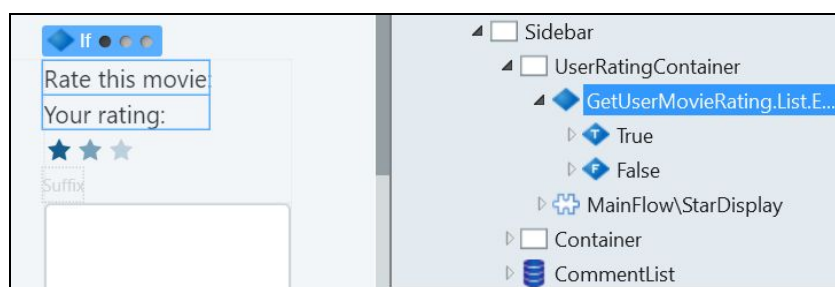 If
Rate this movie:
Your rating:
Suffix
Sidebar
UserRatingContainer
GetUserMovieRating.List.E...
T True
F False
MainFlow\StarDisplay
Container
CommentList